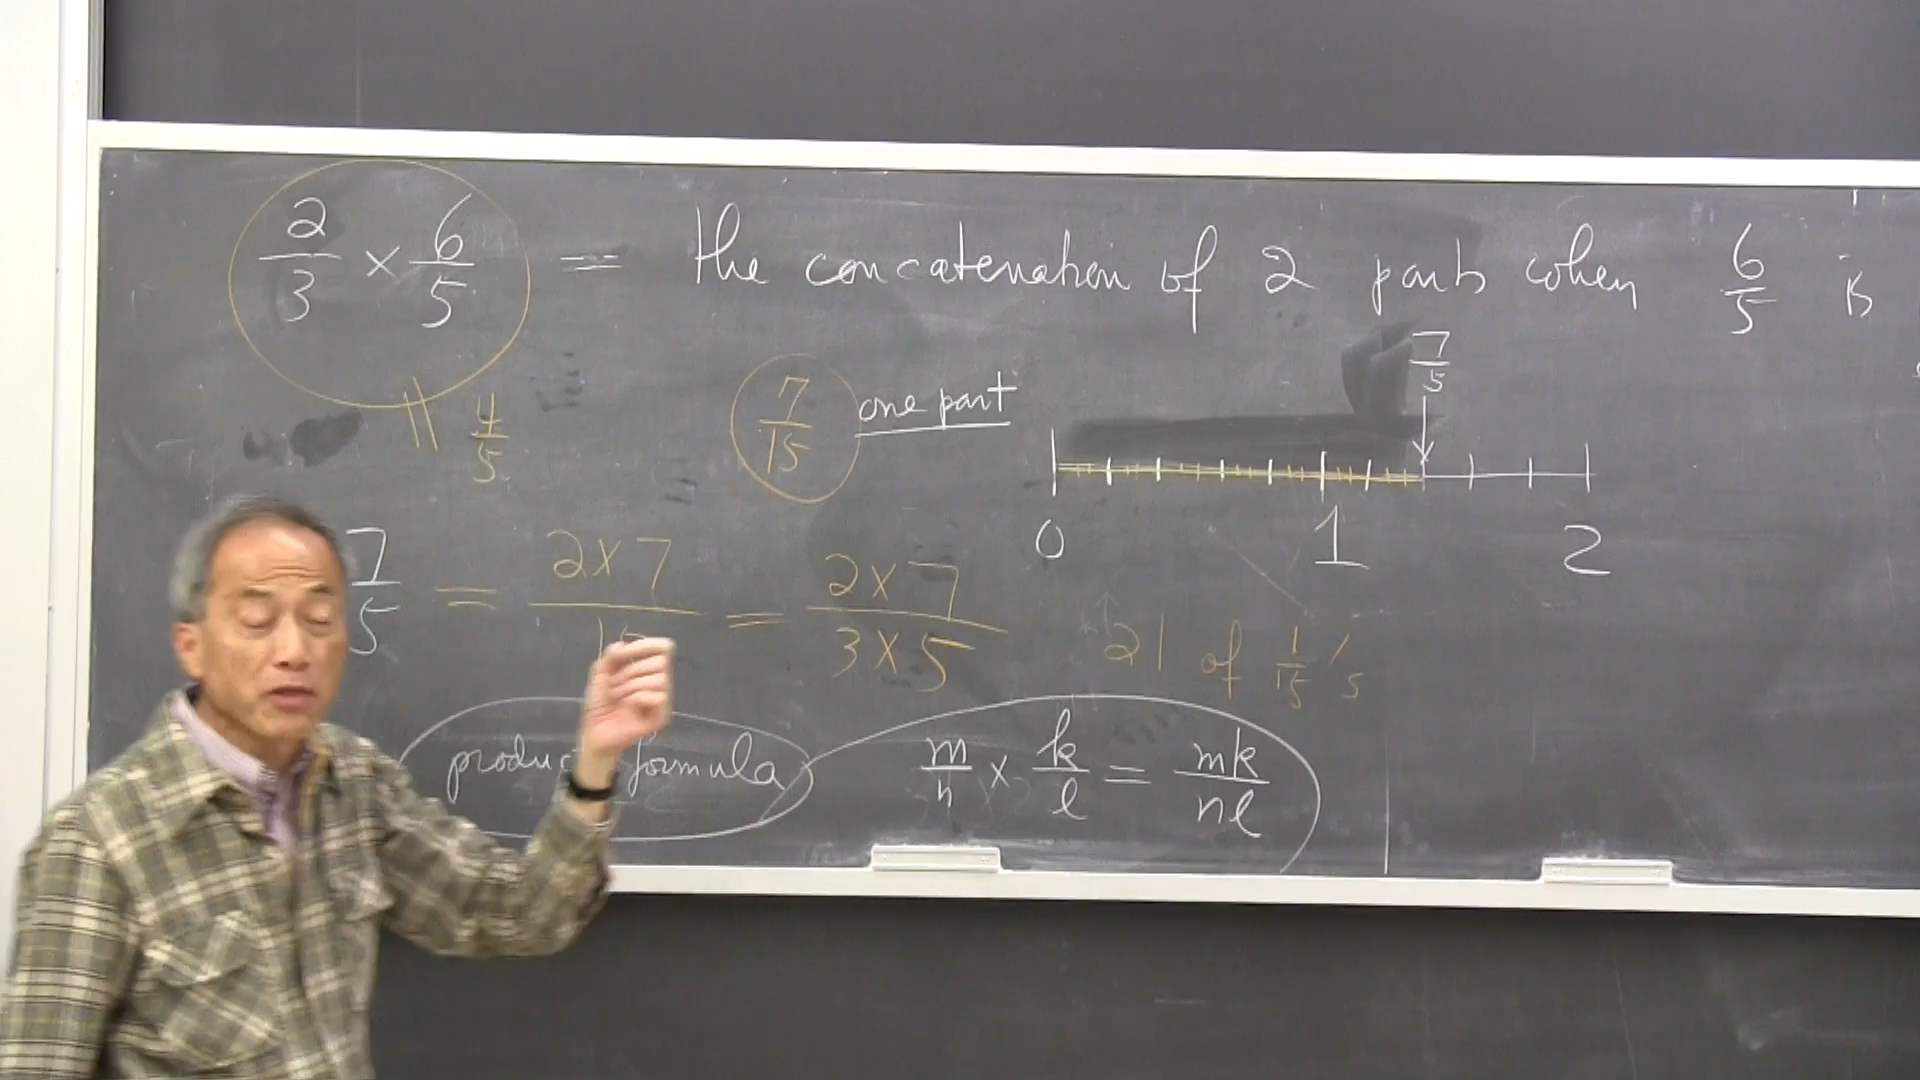 2/3 × 6/5 = the concatenation of 2 parts when 6/5 is
7/5
|| 4/5
7/15 one part
0 1 2
7/5 = 2×7/15 = 2×7/3×5
21 of 1/15's
product formula m/n × k/l = mk/nl